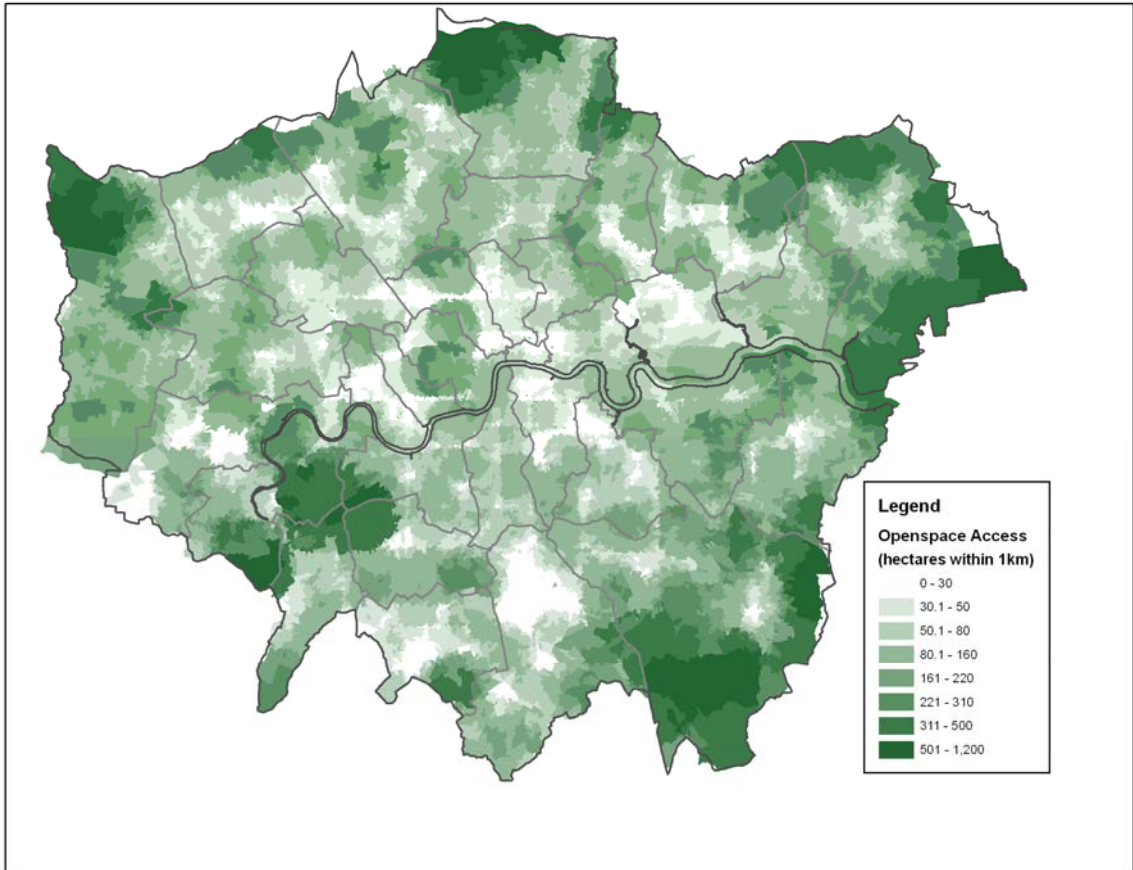 Legend
Openspace Access
(hectares within 1km)
0 - 30
30.1 - 50
50.1 - 80
80.1 - 160
161 - 220
221 - 310
311 - 500
501 - 1,200